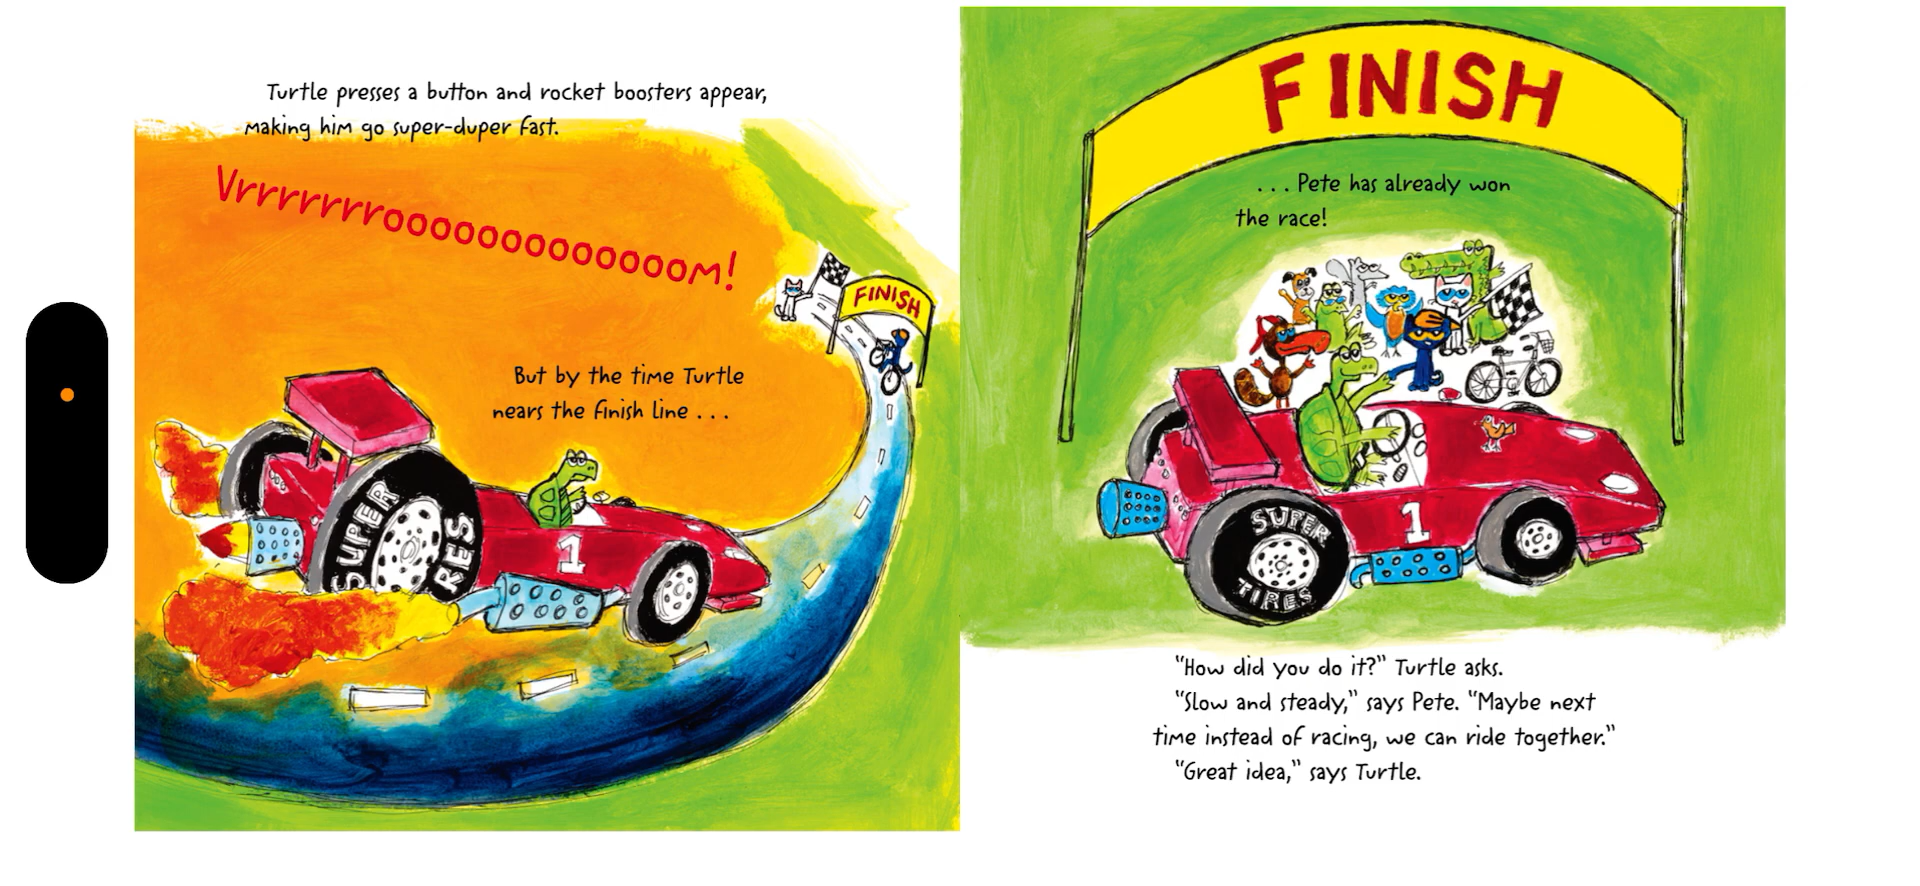 Turtle presses a button and rocket boosters appear,
making him go super-duper fast.
Vrrrrrrroooooooooooooom!
FINISH
But by the time Turtle
nears the finish line . . .
SUPER
RES
1
FINISH
. . . Pete has already won
the race!
1
SUPER
TIRES
“How did you do it?” Turtle asks.
“Slow and steady,” says Pete. “Maybe next
time instead of racing, we can ride together.”
“Great idea,” says Turtle.